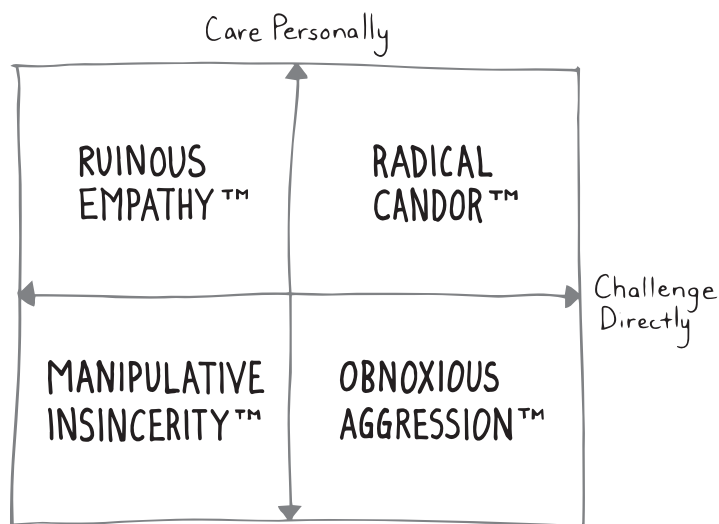 Care Personally
RUINOUS
EMPATHY™
RADICAL
CANDOR™
Challenge
Directly
MANIPULATIVE
INSINCERITY™
OBNOXIOUS
AGGRESSION™